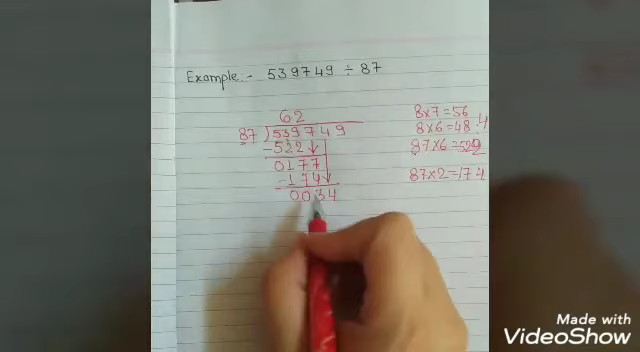 Example:- 539749 ÷ 87
62
87 539749
-522
0177
-174
0034
8x7=56
8x6=48
87x6=522
87x2=174
Made with
VideoShow